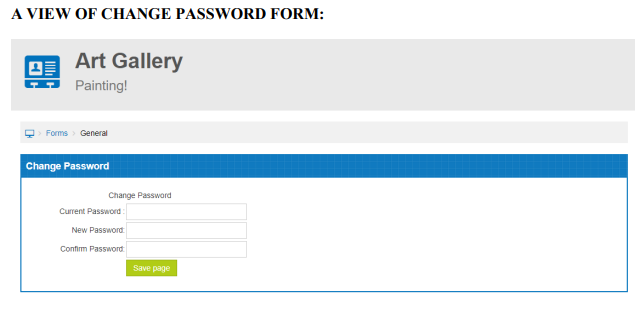 A VIEW OF CHANGE PASSWORD FORM:
Art Gallery
Painting!
> Forms > General
Change Password
Change Password
Current Password :
New Password:
Confirm Password:
Save page